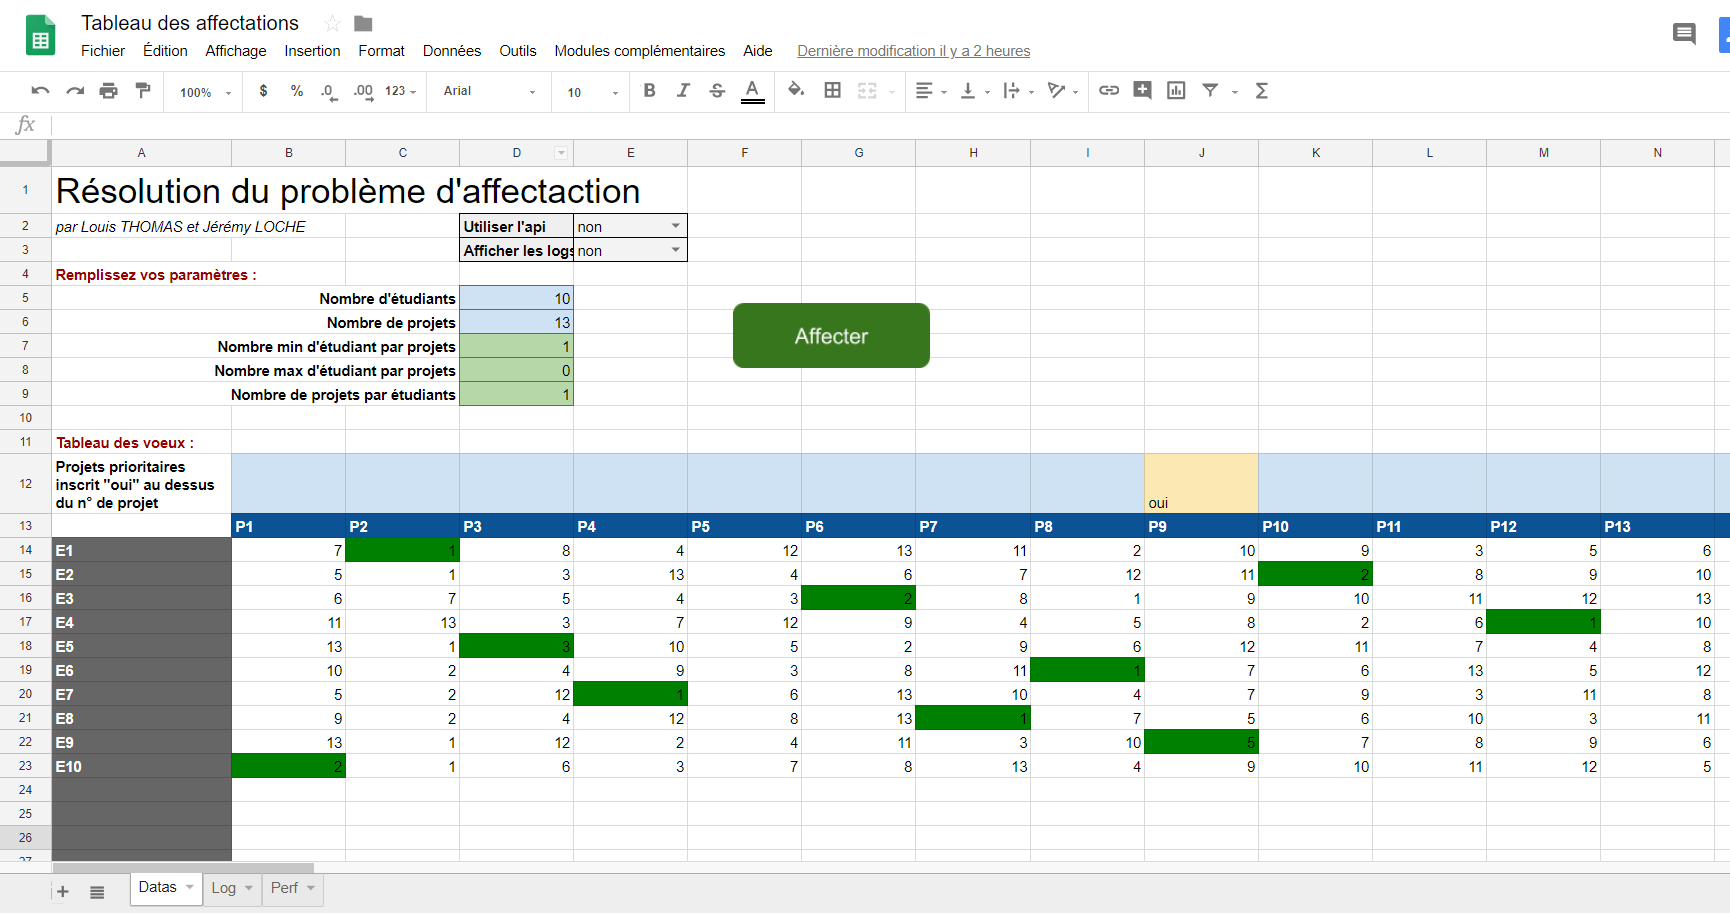 Tableau des affectations
Fichier Édition Affichage Insertion Format Données Outils Modules complémentaires Aide Dernière modification il y a 2 heures
100% $ % .0 .00 123 Arial 10 B I S A Σ
fx
A B C D E F G H I J K L M N
1 Résolution du problème d'affectaction
2 par Louis THOMAS et Jérémy LOCHE Utiliser l'api non
3 Afficher les logs non
4 Remplissez vos paramètres :
5 Nombre d'étudiants 10
6 Nombre de projets 13
Affecter
7 Nombre min d'étudiant par projets 1
8 Nombre max d'étudiant par projets 0
9 Nombre de projets par étudiants 1
10
11 Tableau des voeux :
Projets prioritaires
12 inscrit "oui" au dessus
du n° de projet oui
13 P1 P2 P3 P4 P5 P6 P7 P8 P9 P10 P11 P12 P13
14 E1 7 1 8 4 12 13 11 2 10 9 3 5 6
15 E2 5 1 3 13 4 6 7 12 11 2 8 9 10
16 E3 6 7 5 4 3 2 8 1 9 10 11 12 13
17 E4 11 13 3 7 12 9 4 5 8 2 6 1 10
18 E5 13 1 3 10 5 2 9 6 12 11 7 4 8
19 E6 10 2 4 9 3 8 11 1 7 6 13 5 12
20 E7 5 2 12 1 6 13 10 4 7 9 3 11 8
21 E8 9 2 4 12 8 13 1 7 5 6 10 3 11
22 E9 13 1 12 2 4 11 3 10 5 7 8 9 6
23 E10 2 1 6 3 7 8 13 4 9 10 11 12 5
24
25
26
27
Datas Log Perf